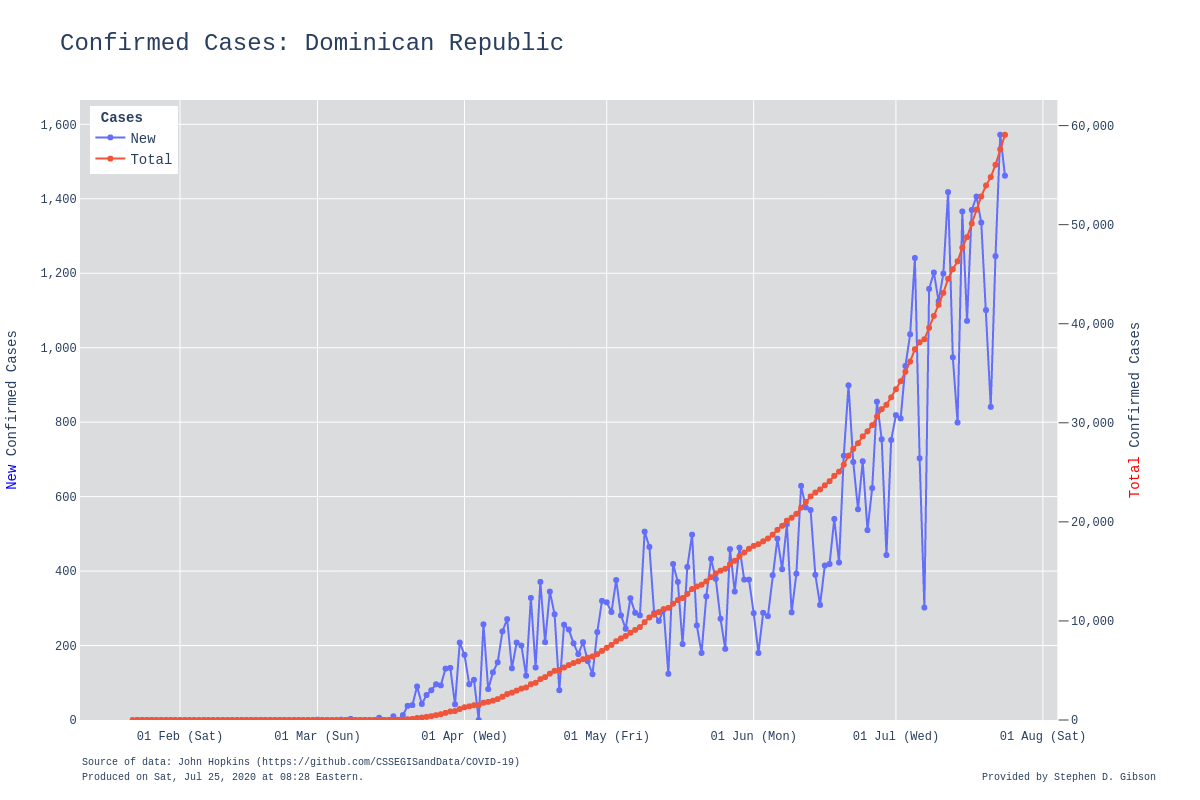 Confirmed Cases: Dominican Republic
Cases
New
Total
1,600
1,400
1,200
1,000
800
600
400
200
0
New Confirmed Cases
60,000
50,000
40,000
30,000
20,000
10,000
0
Total Confirmed Cases
01 Feb (Sat)
01 Mar (Sun)
01 Apr (Wed)
01 May (Fri)
01 Jun (Mon)
01 Jul (Wed)
01 Aug (Sat)
Source of data: John Hopkins (https://github.com/CSSEGISandData/COVID-19)
Produced on Sat, Jul 25, 2020 at 08:28 Eastern.
Provided by Stephen D. Gibson